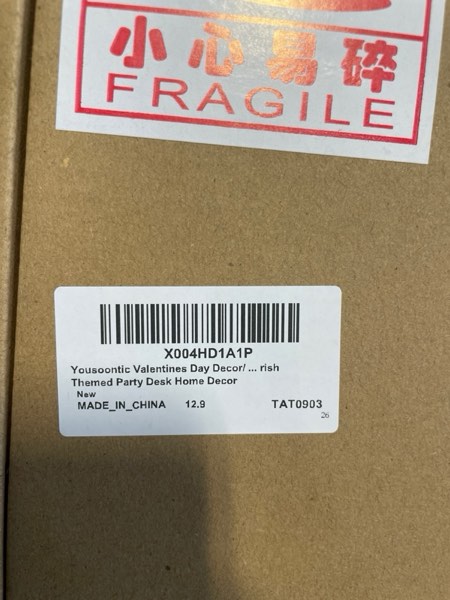 小心易碎
FRAGILE
X004HD1A1P
Yousoontic Valentines Day Decor/ ... rish
Themed Party Desk Home Decor
New
MADE_IN_CHINA 12.9 TAT0903
26